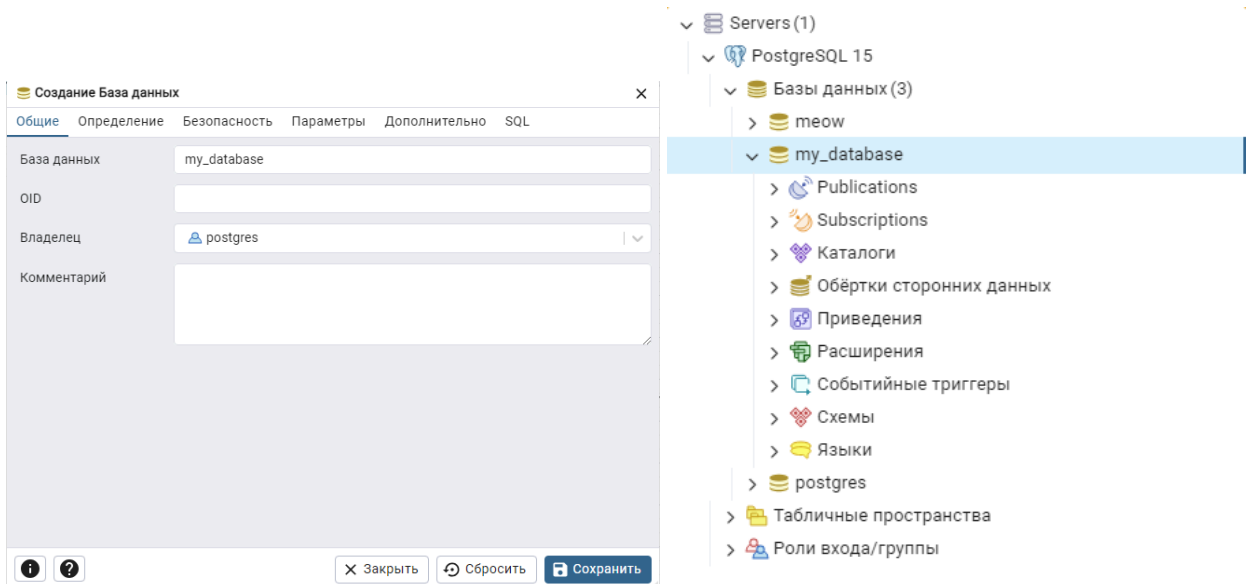 Создание База данных
Общие Определение Безопасность Параметры Дополнительно SQL
База данных my_database
OID
Владелец postgres
Комментарий
Закрыть Сбросить Сохранить
Servers (1)
PostgreSQL 15
Базы данных (3)
meow
my_database
Publications
Subscriptions
Каталоги
Обёртки сторонних данных
Приведения
Расширения
Событийные триггеры
Схемы
Языки
postgres
Табличные пространства
Роли входа/группы